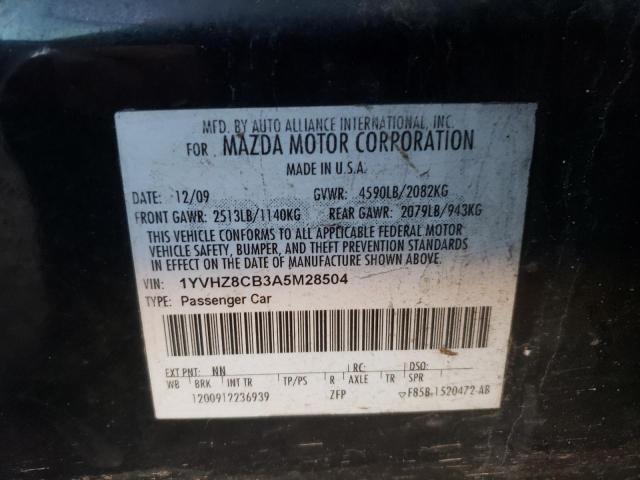 MFD. BY AUTO ALLIANCE INTERNATIONAL, INC.
FOR MAZDA MOTOR CORPORATION
MADE IN U.S.A.
DATE: 12/09 GVWR: 4590LB/2082KG
FRONT GAWR: 2513LB/1140KG REAR GAWR: 2079LB/943KG
THIS VEHICLE CONFORMS TO ALL APPLICABLE FEDERAL MOTOR
VEHICLE SAFETY, BUMPER, AND THEFT PREVENTION STANDARDS
IN EFFECT ON THE DATE OF MANUFACTURE SHOWN ABOVE.
VIN: 1YVHZ8CB3A5M28504
TYPE: Passenger Car
EXT PNT: NN RC: DSO:
WB BRK INT TR TP/PS R AXLE TR SPR
1200912236939 ZFP F85B-1520472-AB